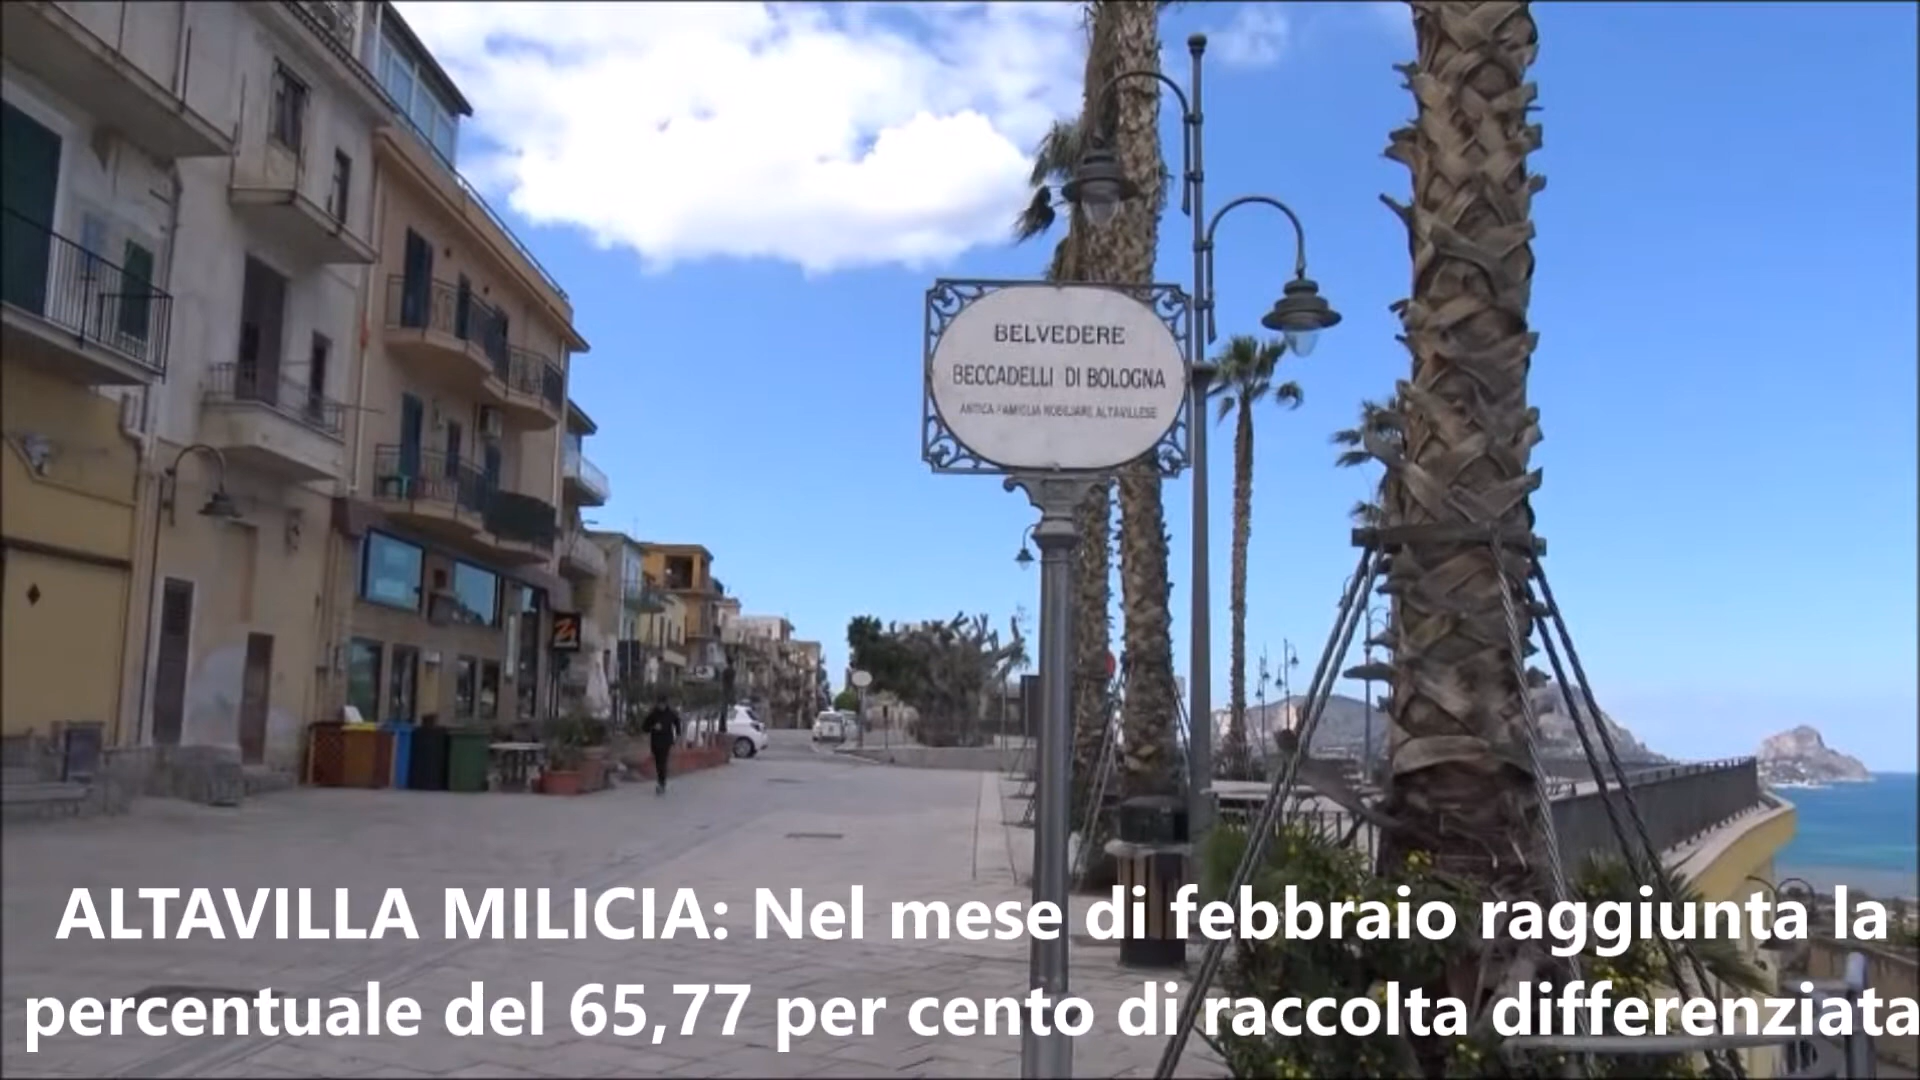 BELVEDERE
BECCADELLI DI BOLOGNA
ANTICA FAMIGLIA NOBILIARE ALTAVILLESE
ALTAVILLA MILICIA: Nel mese di febbraio raggiunta la
percentuale del 65,77 per cento di raccolta differenziata